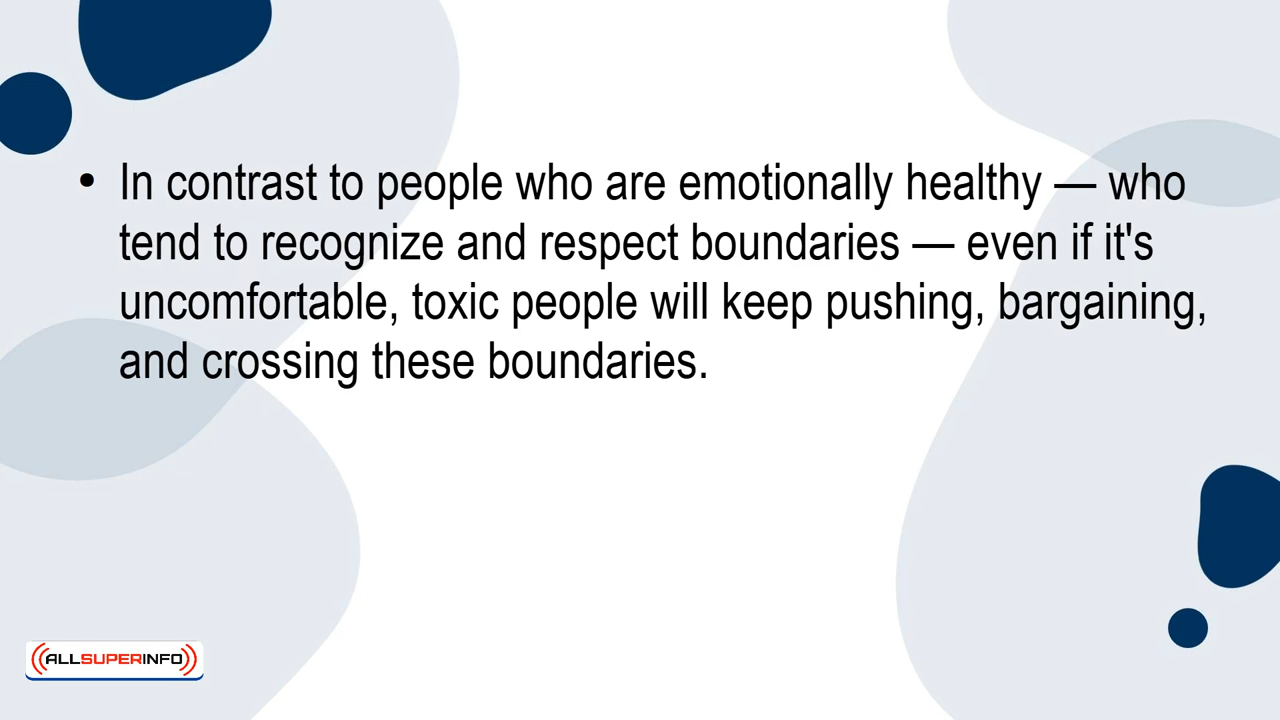 • In contrast to people who are emotionally healthy — who
tend to recognize and respect boundaries — even if it's
uncomfortable, toxic people will keep pushing, bargaining,
and crossing these boundaries.
ALLSUPERINFO